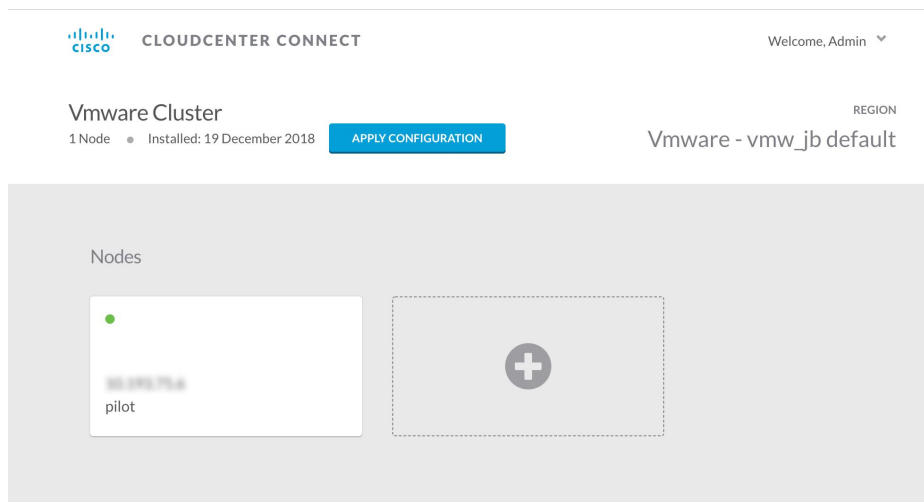 CISCO CLOUDCENTER CONNECT
Welcome, Admin
Vmware Cluster
REGION
1 Node • Installed: 19 December 2018 APPLY CONFIGURATION
Vmware - vmw_jb default
Nodes
pilot